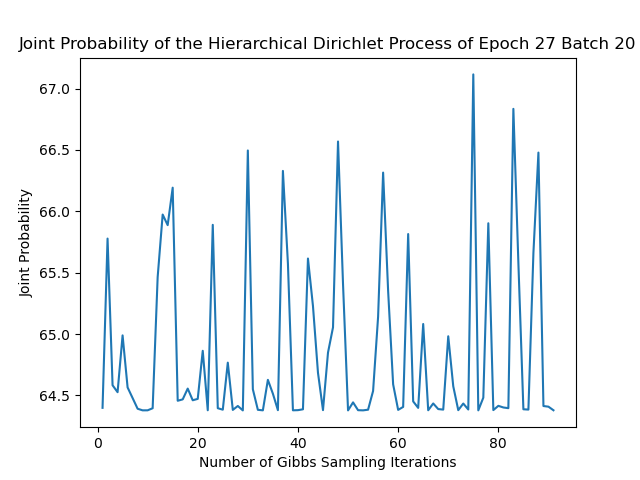 Joint Probability of the Hierarchical Dirichlet Process of Epoch 27 Batch 20
67.0
66.5
66.0
65.5
65.0
64.5
Joint Probability
0 20 40 60 80
Number of Gibbs Sampling Iterations